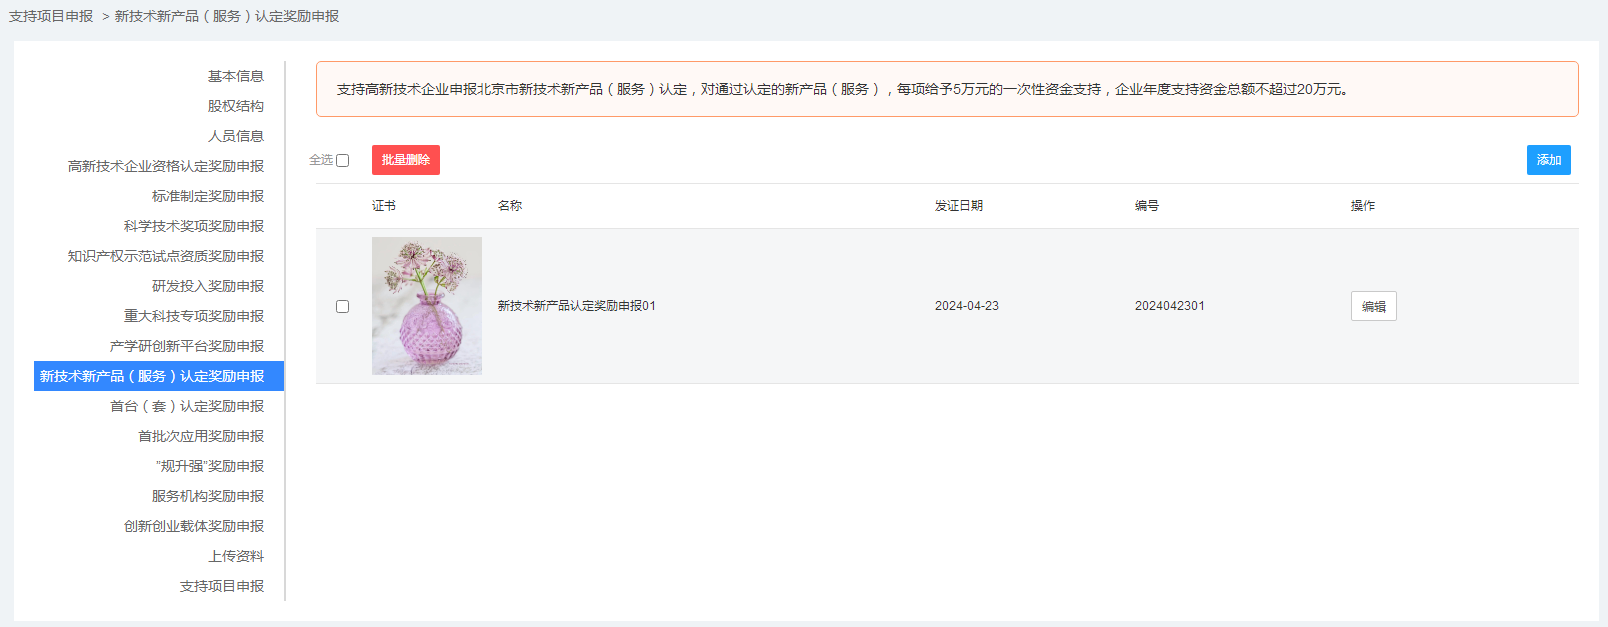 支持项目申报 > 新技术新产品（服务）认定奖励申报
基本信息
股权结构
人员信息
高新技术企业资格认定奖励申报
标准制定奖励申报
科学技术奖项奖励申报
知识产权示范试点资质奖励申报
研发投入奖励申报
重大科技专项奖励申报
产学研创新平台奖励申报
新技术新产品（服务）认定奖励申报
首台（套）认定奖励申报
首批次应用奖励申报
"规升强"奖励申报
服务机构奖励申报
创新创业载体奖励申报
上传资料
支持项目申报
支持高新技术企业申报北京市新技术新产品（服务）认定，对通过认定的新产品（服务），每项给予5万元的一次性资金支持，企业年度支持资金总额不超过20万元。
全选 批量删除 添加
证书 名称 发证日期 编号 操作
新技术新产品认定奖励申报01 2024-04-23 2024042301 编辑